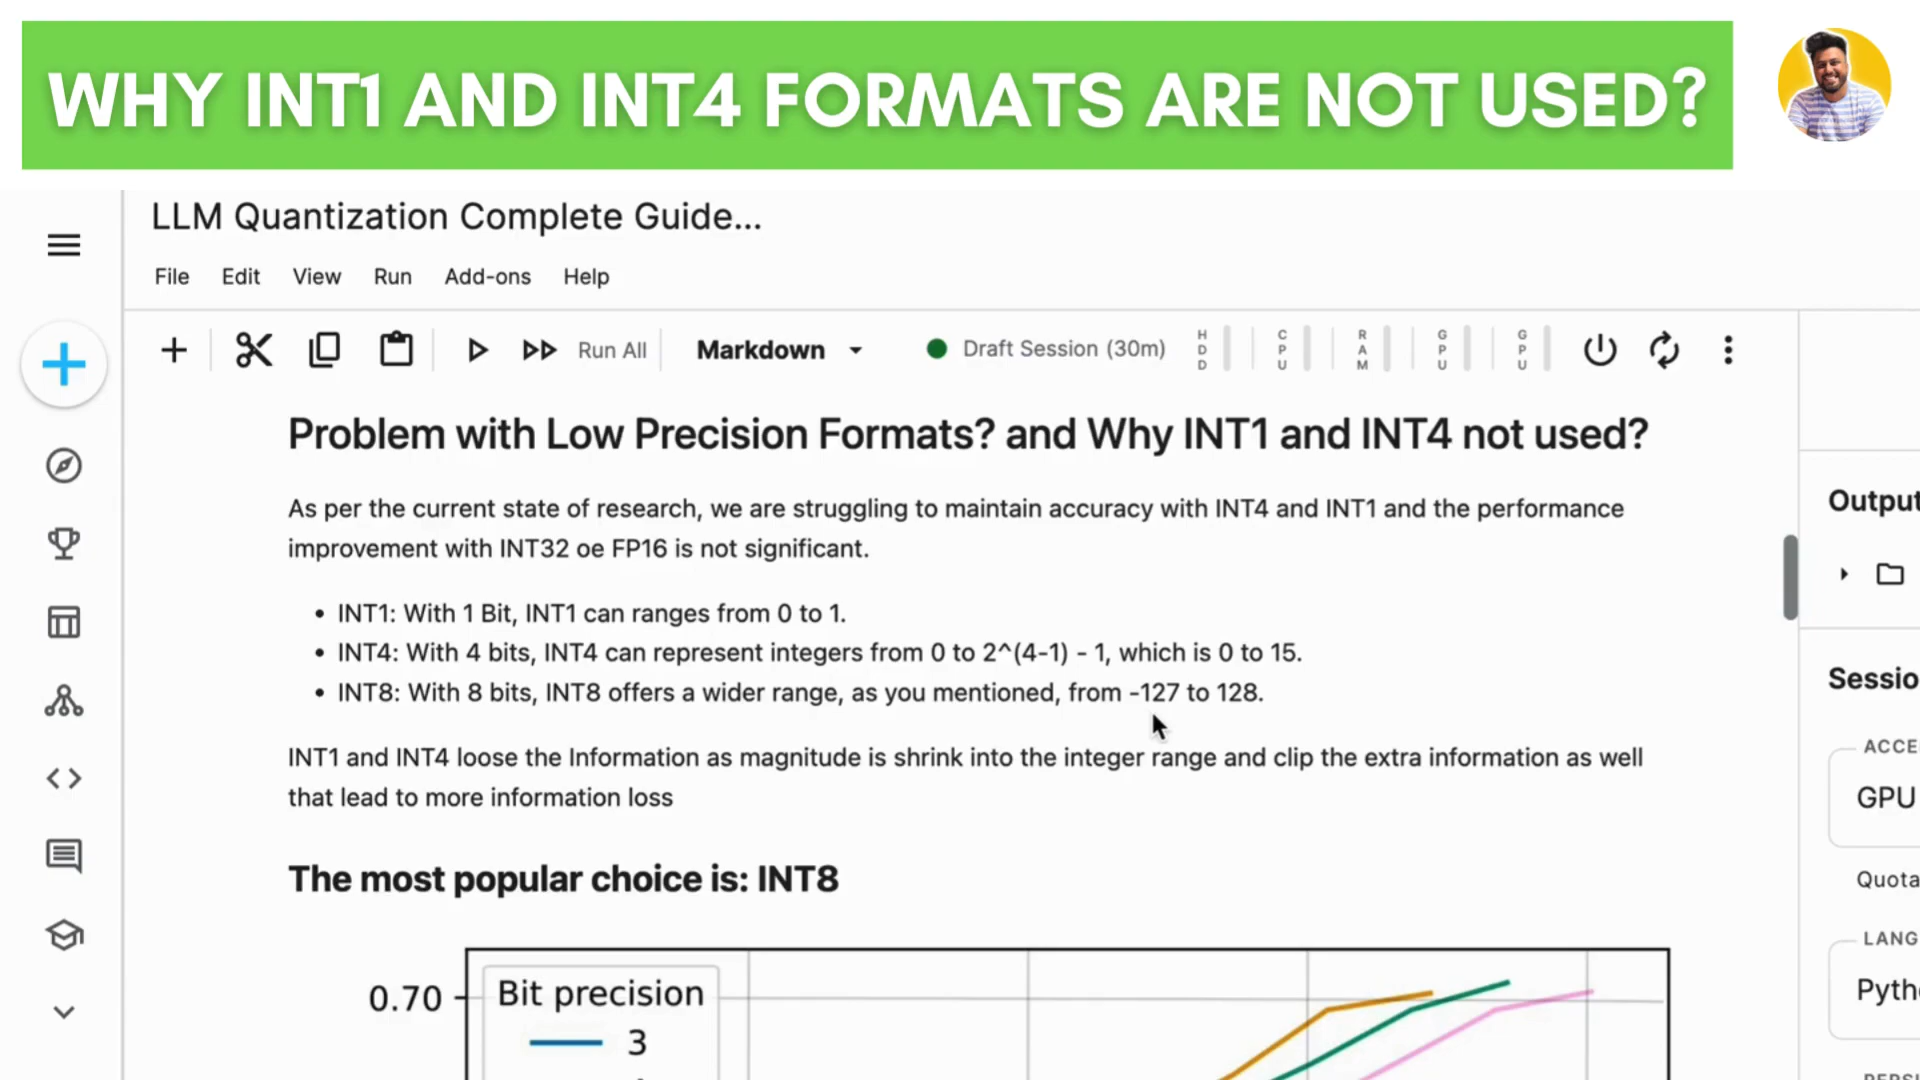 WHY INT1 AND INT4 FORMATS ARE NOT USED?
LLM Quantization Complete Guide...
File Edit View Run Add-ons Help
Run All Markdown Draft Session (30m) HDD CPU RAM GPU GPU
Problem with Low Precision Formats? and Why INT1 and INT4 not used?
As per the current state of research, we are struggling to maintain accuracy with INT4 and INT1 and the performance
improvement with INT32 oe FP16 is not significant.
• INT1: With 1 Bit, INT1 can ranges from 0 to 1.
• INT4: With 4 bits, INT4 can represent integers from 0 to 2^(4-1) - 1, which is 0 to 15.
• INT8: With 8 bits, INT8 offers a wider range, as you mentioned, from -127 to 128.
INT1 and INT4 loose the Information as magnitude is shrink into the integer range and clip the extra information as well
that lead to more information loss
The most popular choice is: INT8
0.70
Bit precision
3
Output
Sessio
ACCE
GPU
Quota
LANG
Pyth